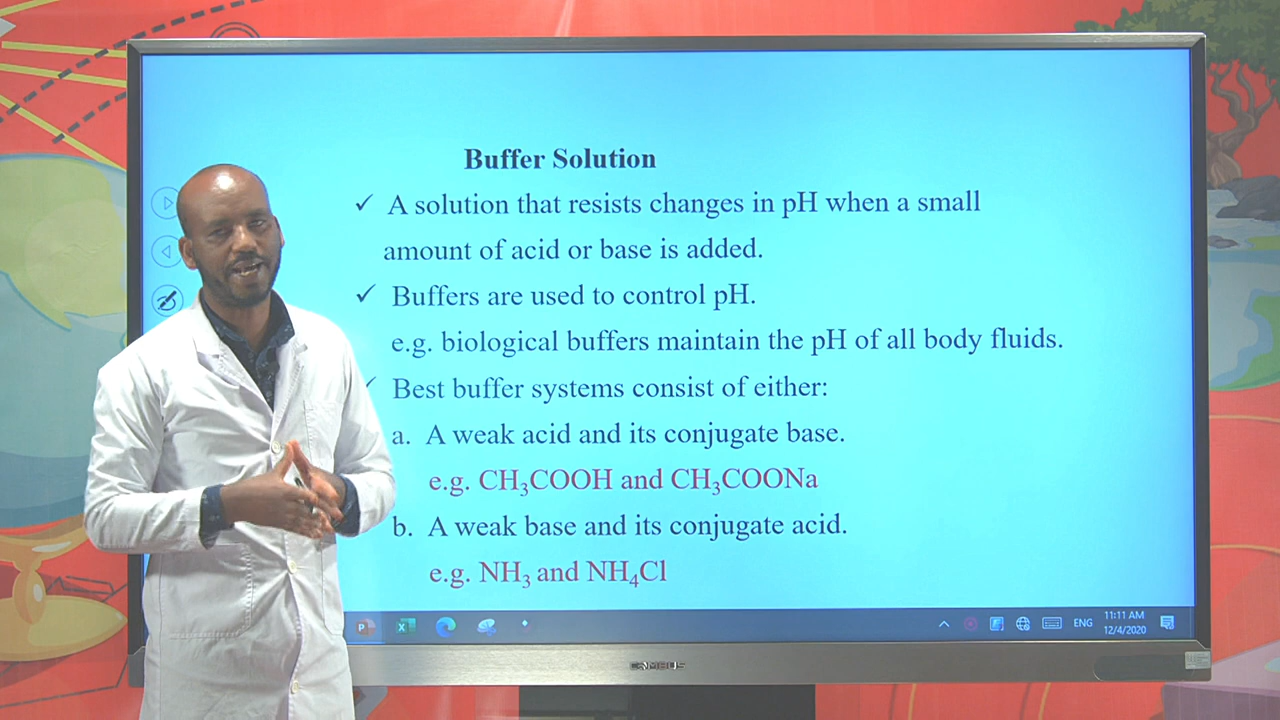 Buffer Solution
✓ A solution that resists changes in pH when a small
amount of acid or base is added.
✓ Buffers are used to control pH.
e.g. biological buffers maintain the pH of all body fluids.
✓ Best buffer systems consist of either:
a. A weak acid and its conjugate base.
e.g. CH₃COOH and CH₃COONa
b. A weak base and its conjugate acid.
e.g. NH₃ and NH₄Cl
ENG
11:11 AM
12/4/2020